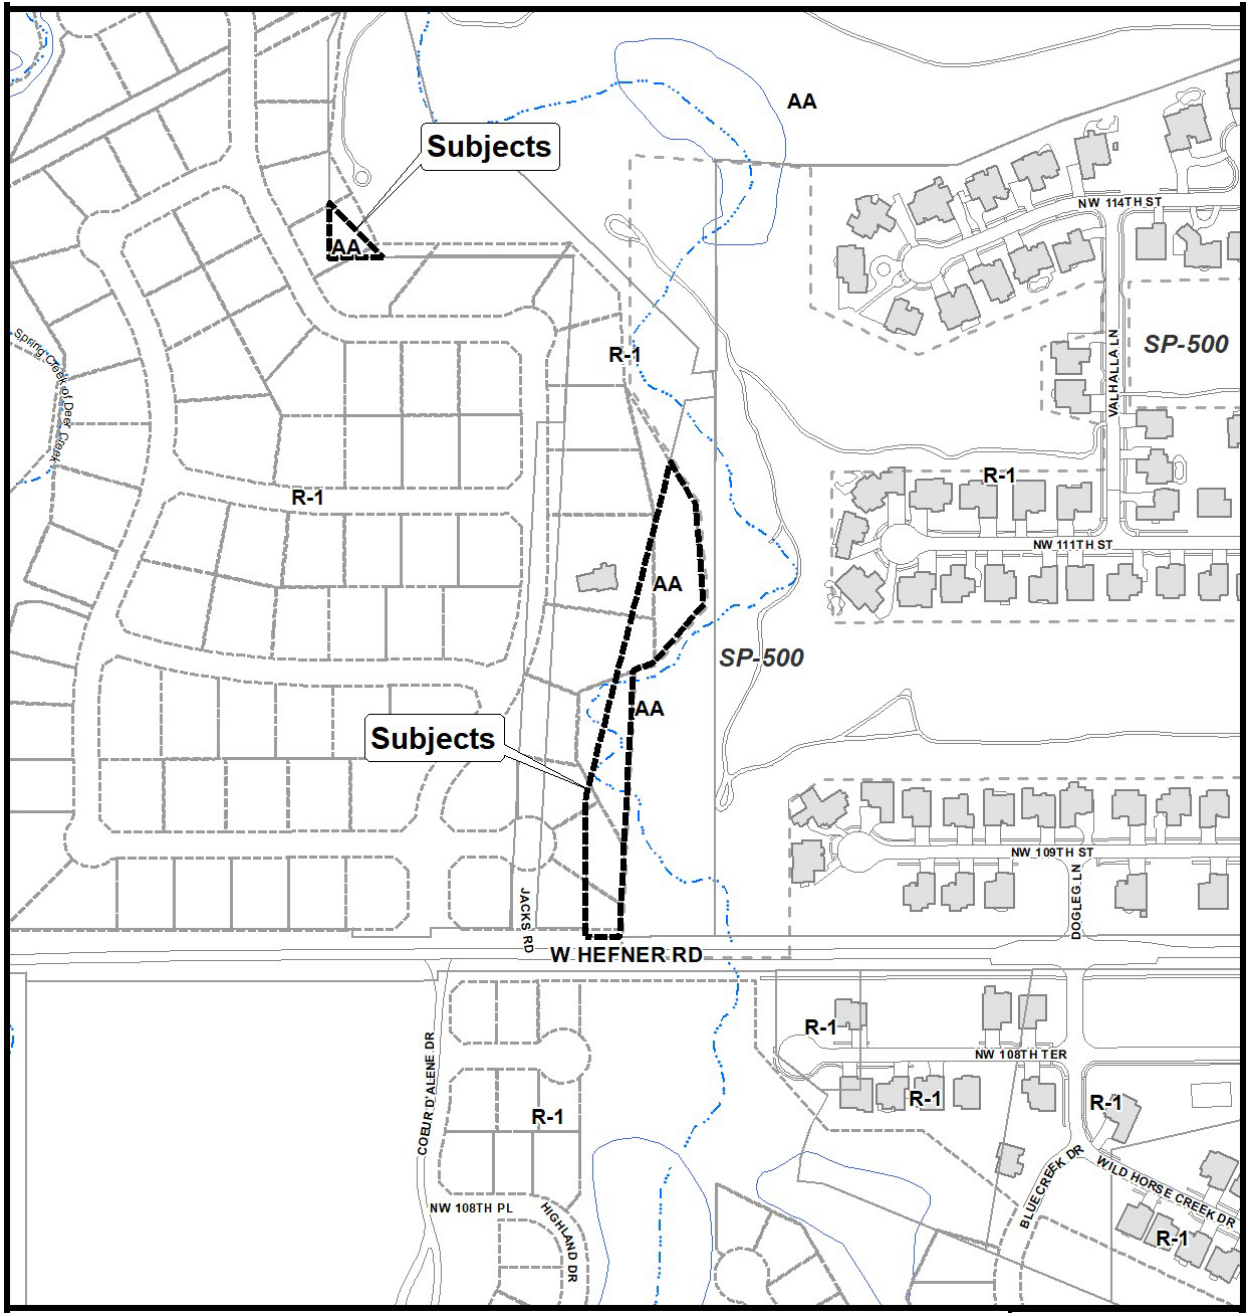 AA
Subjects
NW 114TH ST
AA
SP-500
VALHALLA LN
R-1
Spring Creek of Deer Creek
R-1
R-1
NW 111TH ST
AA
SP-500
AA
Subjects
NW 109TH ST
DOGLEG LN
JACKS RD
W HEFNER RD
R-1
NW 108TH TER
COEUR D'ALENE DR
R-1
R-1
R-1
BLUE CREEK DR
WILD HORSE CREEK DR
NW 108TH PL
HIGHLAND DR
R-1